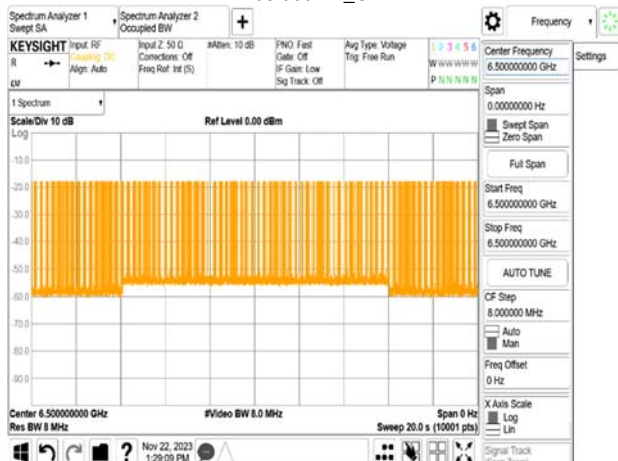 Spectrum Analyzer 1
Swept SA
Spectrum Analyzer 2
Occupied BW
+
Frequency
KEYSIGHT
R
Input: RF
Coupling: DC
Align: Auto
Input Z: 50 Ω
Corrections: Off
Freq Ref: Int (S)
#Atten: 10 dB
PNO: Fast
Gate: Off
IF Gain: Low
Sig Track: Off
Avg Type: Voltage
Trig: Free Run
1 2 3 4 5 6
W W W W W W
P N N N N N
1 Spectrum
Scale/Div 10 dB
Ref Level 0.00 dBm
Log
-10.0
-20.0
-30.0
-40.0
-50.0
-60.0
-70.0
-80.0
-90.0
Center 6.500000000 GHz
#Video BW 8.0 MHz
Span 0 Hz
Res BW 8 MHz
Sweep 20.0 s (10001 pts)
?
Nov 22, 2023
1:29:09 PM
Center Frequency
6.500000000 GHz
Settings
Span
0.00000000 Hz
Swept Span
Zero Span
Full Span
Start Freq
6.500000000 GHz
Stop Freq
6.500000000 GHz
AUTO TUNE
CF Step
8.000000 MHz
Auto
Man
Freq Offset
0 Hz
X Axis Scale
Log
Lin
Signal Track